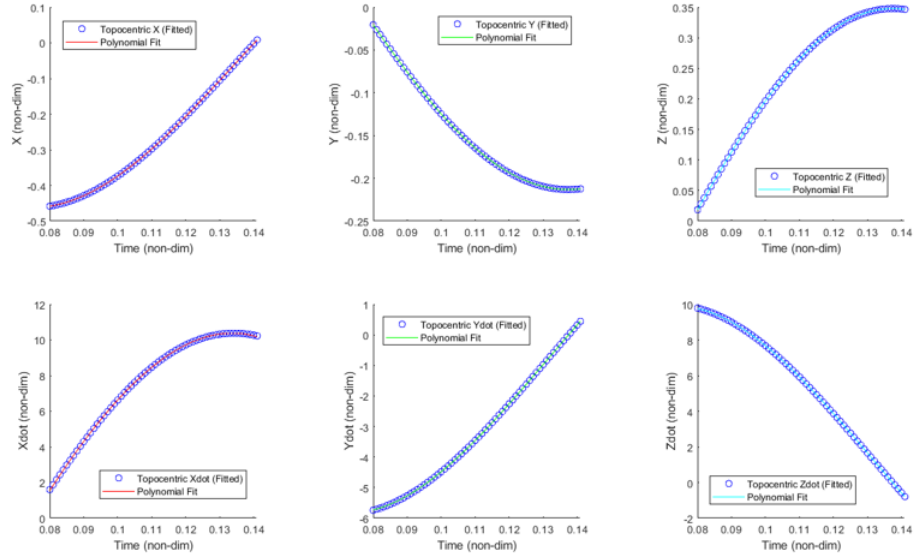 0.1
0
-0.1
-0.2
-0.3
-0.4
-0.5
X (non-dim)
Topocentric X (Fitted)
Polynomial Fit
0.08 0.09 0.1 0.11 0.12 0.13 0.14
Time (non-dim)
0
-0.05
-0.1
-0.15
-0.2
-0.25
Y (non-dim)
Topocentric Y (Fitted)
Polynomial Fit
0.08 0.09 0.1 0.11 0.12 0.13 0.14
Time (non-dim)
0.35
0.3
0.25
0.2
0.15
0.1
0.05
0
Z (non-dim)
Topocentric Z (Fitted)
Polynomial Fit
0.08 0.09 0.1 0.11 0.12 0.13 0.14
Time (non-dim)
12
10
8
6
4
2
0
Xdot (non-dim)
Topocentric Xdot (Fitted)
Polynomial Fit
0.08 0.09 0.1 0.11 0.12 0.13 0.14
Time (non-dim)
1
0
-1
-2
-3
-4
-5
-6
Ydot (non-dim)
Topocentric Ydot (Fitted)
Polynomial Fit
0.08 0.09 0.1 0.11 0.12 0.13 0.14
Time (non-dim)
10
8
6
4
2
0
-2
Zdot (non-dim)
Topocentric Zdot (Fitted)
Polynomial Fit
0.08 0.09 0.1 0.11 0.12 0.13 0.14
Time (non-dim)